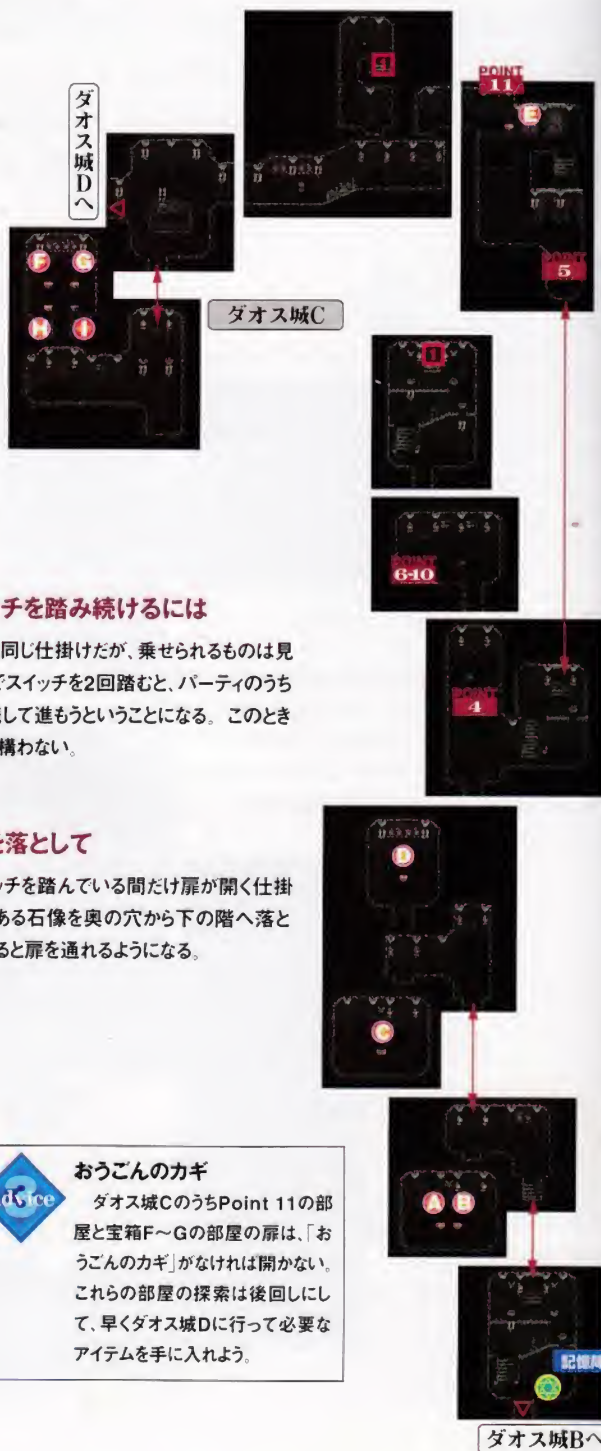 ダオス城Dへ
1
POINT
11
E
POINT
5
F
G
H
I
ダオス城C
1
POINT
6-10
チを踏み続けるには
同じ仕掛けだが、乗せられるものは見
でスイッチを2回踏むと、パーティのうち
して進もうということになる。このとき
構わない。
POINT
4
を落として
ッチを踏んでいる間だけ扉が開く仕掛
ある石像を奥の穴から下の階へ落と
ると扉を通れるようになる。
D
C
A
B
advice
おうごんのカギ
ダオス城CのうちPoint 11の部
屋と宝箱F〜Gの部屋の扉は、「お
うごんのカギ」がなければ開かない。
これらの部屋の探索は後回しにし
て、早くダオス城Dに行って必要な
アイテムを手に入れよう。
記憶陣
ダオス城Bへ